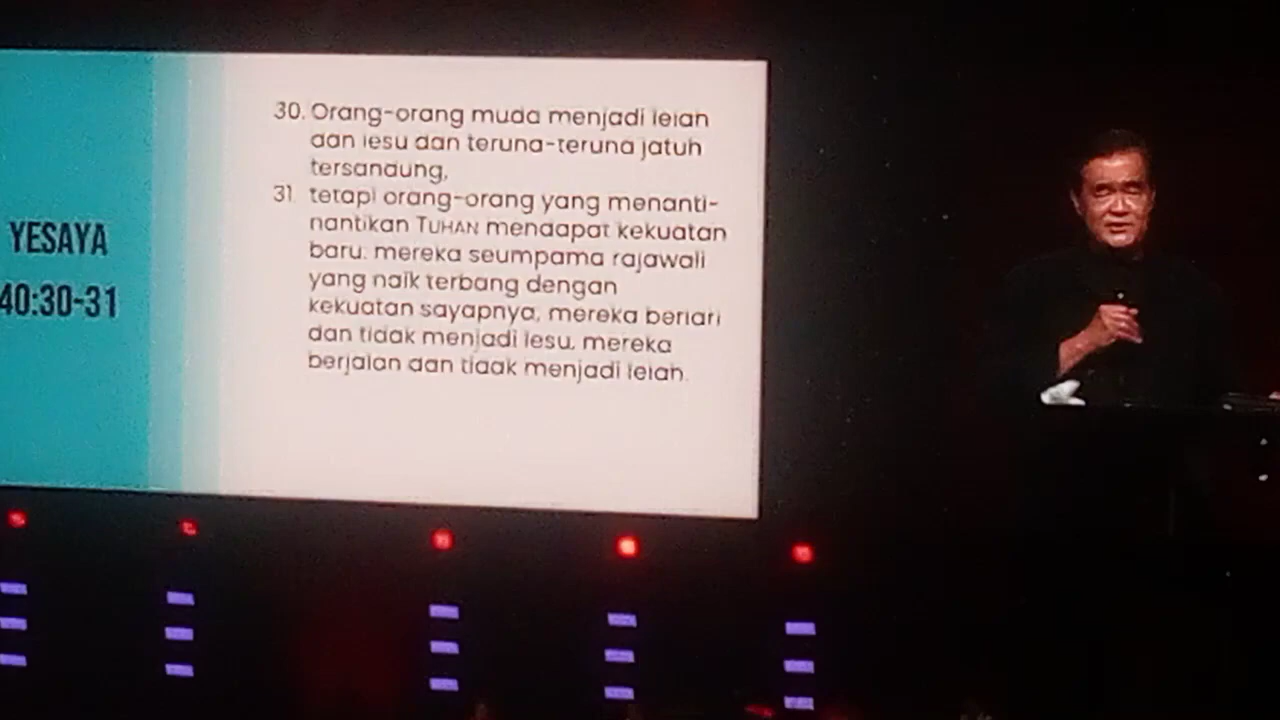 YESAYA
40:30-31
30. Orang-orang muda menjadi lelah
dan lesu dan teruna-teruna jatuh
tersandung,
31. tetapi orang-orang yang menanti-
nantikan TUHAN mendapat kekuatan
baru: mereka seumpama rajawali
yang naik terbang dengan
kekuatan sayapnya; mereka berlari
dan tidak menjadi lesu, mereka
berjalan dan tidak menjadi lelah.